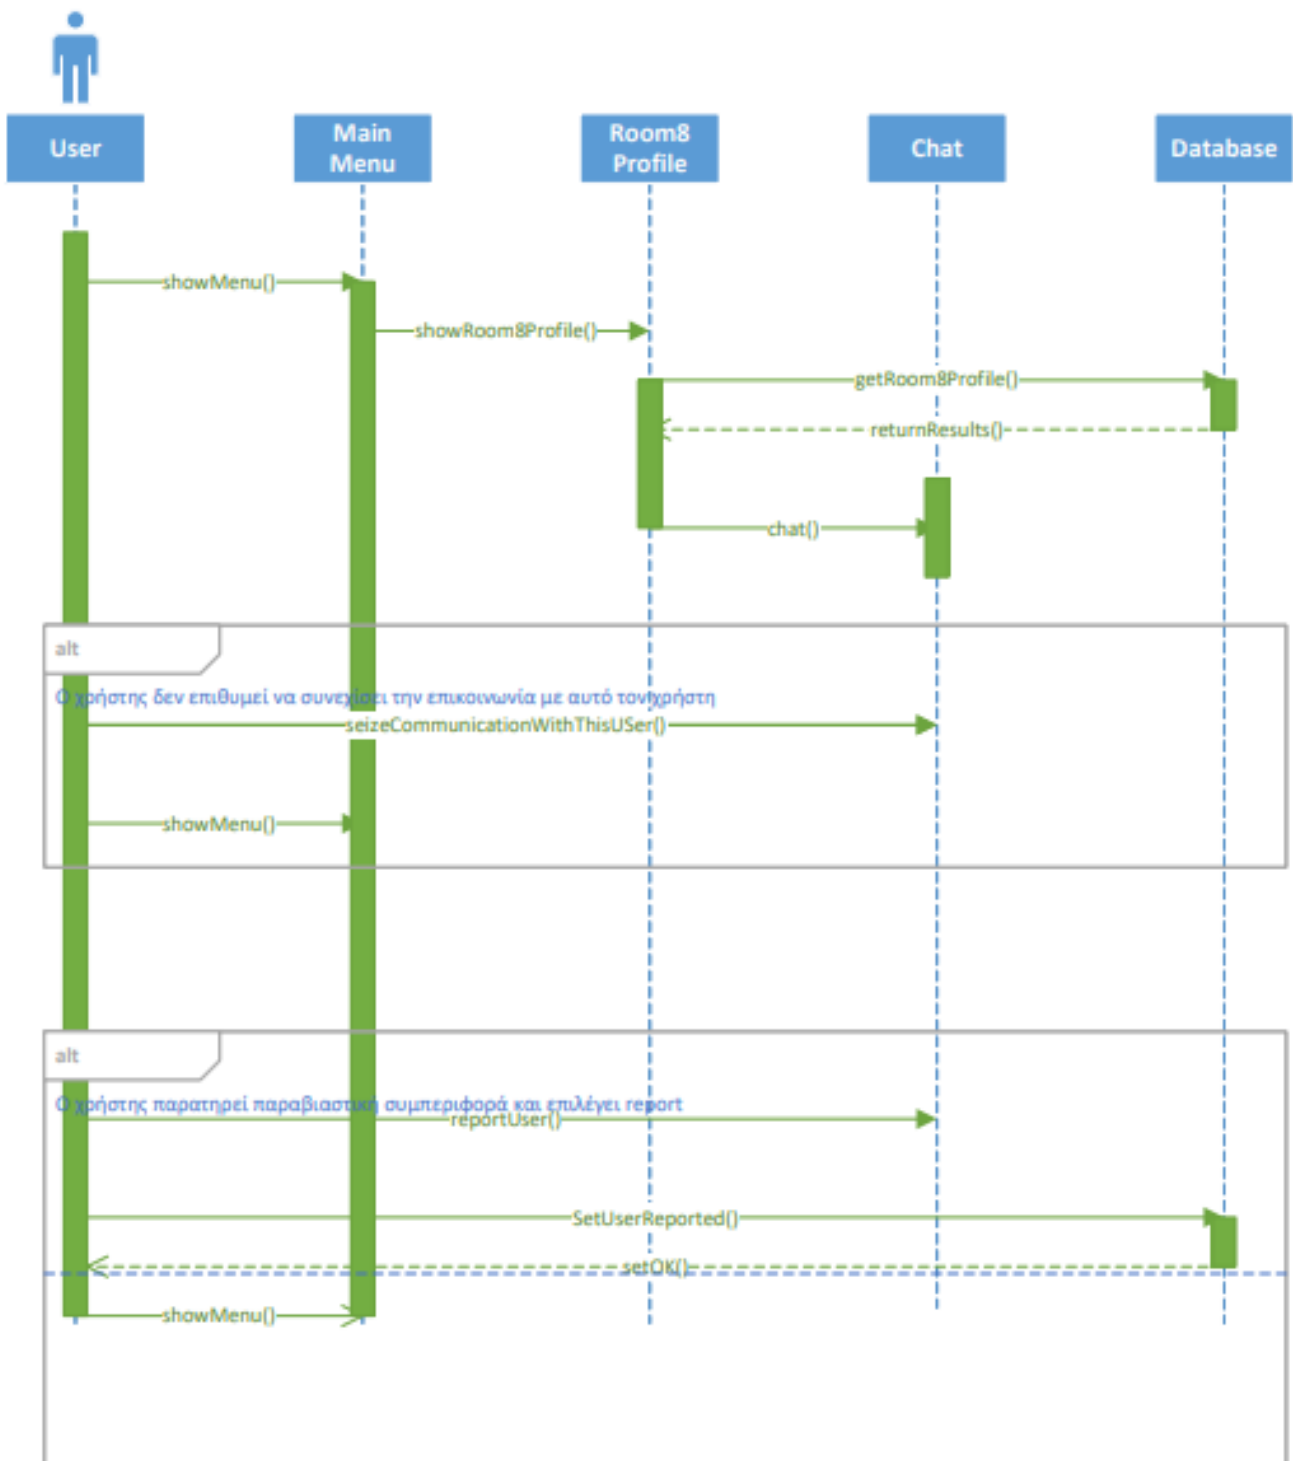 User
Main
Menu
Room8
Profile
Chat
Database
showMenu()
showRoom8Profile()
getRoom8Profile()
returnResults()
chat()
alt
Ο χρήστης δεν επιθυμεί να συνεχίσει την επικοινωνία με αυτό τον χρήστη
seizeCommunicationWithThisUSer()
showMenu()
alt
Ο χρήστης παρατηρεί παραβιαστική συμπεριφορά και επιλέγει report
reportUser()
SetUserReported()
setOK()
showMenu()